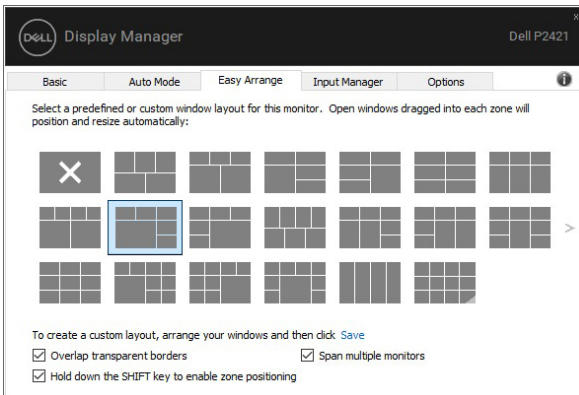 DELL Display Manager
Dell P2421
Basic
Auto Mode
Easy Arrange
Input Manager
Options
Select a predefined or custom window layout for this monitor. Open windows dragged into each zone will
position and resize automatically:
To create a custom layout, arrange your windows and then click Save
Overlap transparent borders
Span multiple monitors
Hold down the SHIFT key to enable zone positioning